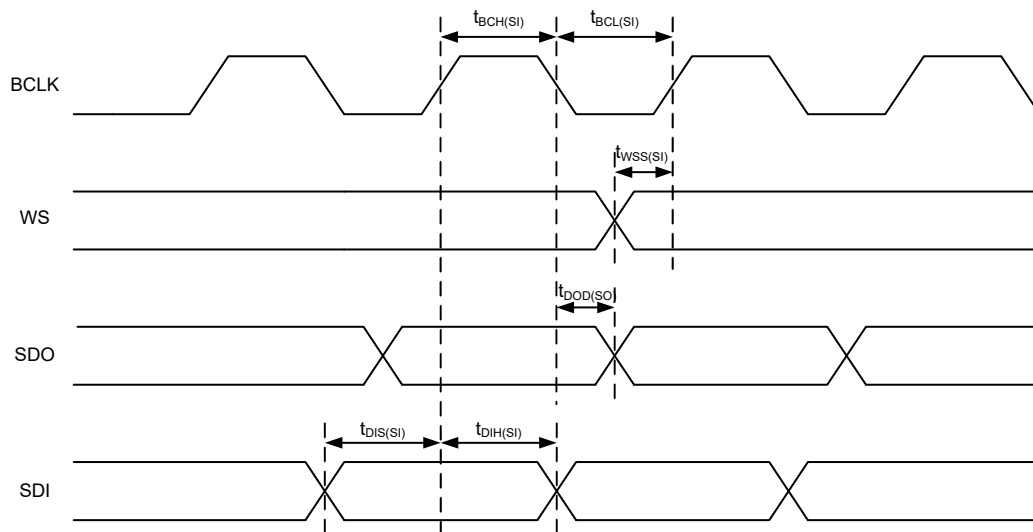 tBCH(SI) tBCL(SI)
BCLK
tWSS(SI)
WS
tDOD(SO)
SDO
tDIS(SI) tDIH(SI)
SDI